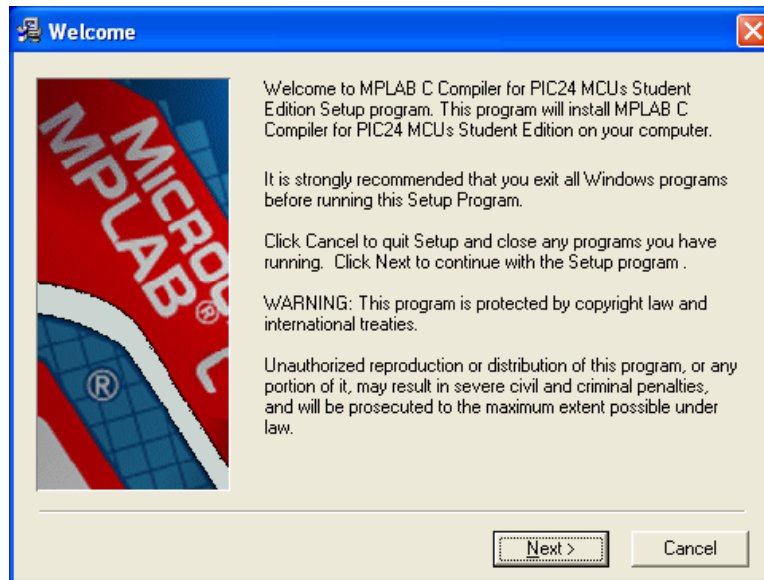 Welcome
Welcome to MPLAB C Compiler for PIC24 MCUs Student
Edition Setup program. This program will install MPLAB C
Compiler for PIC24 MCUs Student Edition on your computer.
It is strongly recommended that you exit all Windows programs
before running this Setup Program.
Click Cancel to quit Setup and close any programs you have
running.  Click Next to continue with the Setup program .
WARNING: This program is protected by copyright law and
international treaties.
Unauthorized reproduction or distribution of this program, or any
portion of it, may result in severe civil and criminal penalties,
and will be prosecuted to the maximum extent possible under
law.
MICRO
MPLAB® C
®
Next >
Cancel